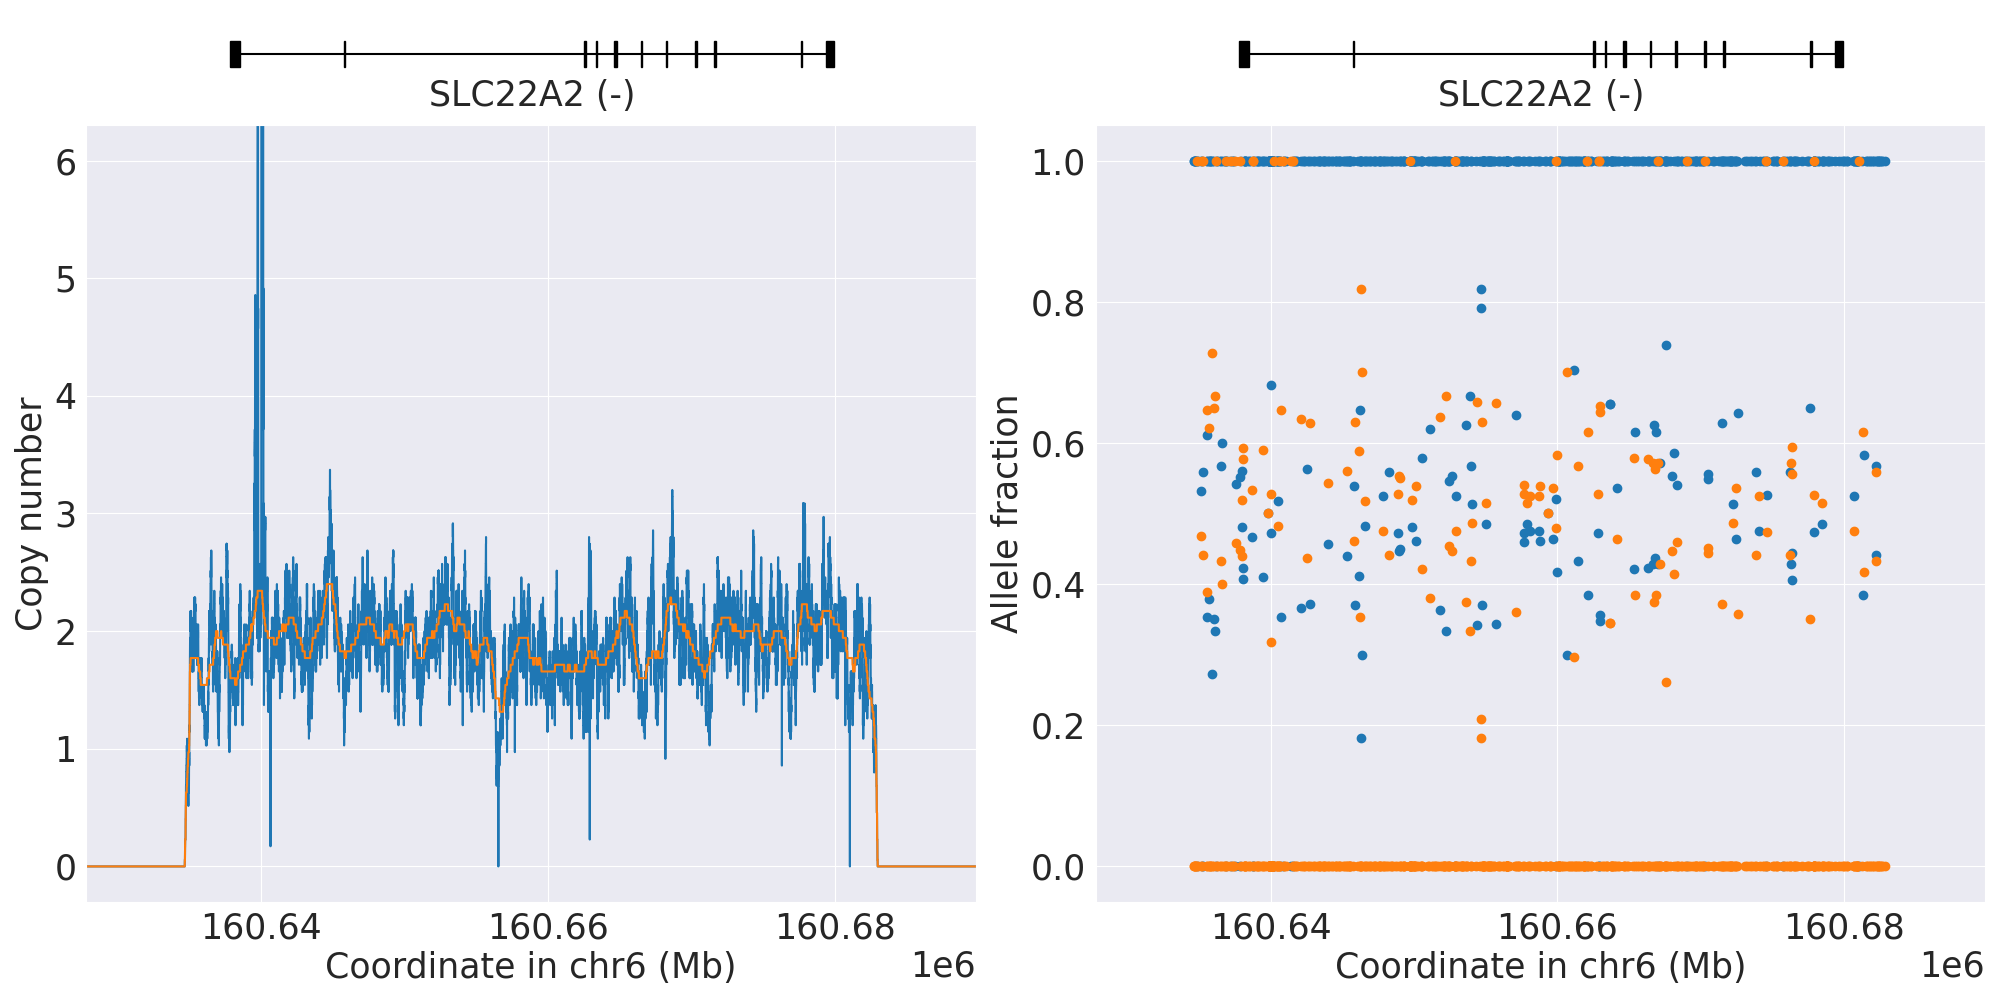 SLC22A2 (-)
6
5
4
3
2
1
0
Copy number
160.64 160.66 160.68
Coordinate in chr6 (Mb)
1e6
SLC22A2 (-)
1.0
0.8
0.6
0.4
0.2
0.0
Allele fraction
160.64 160.66 160.68
Coordinate in chr6 (Mb)
1e6